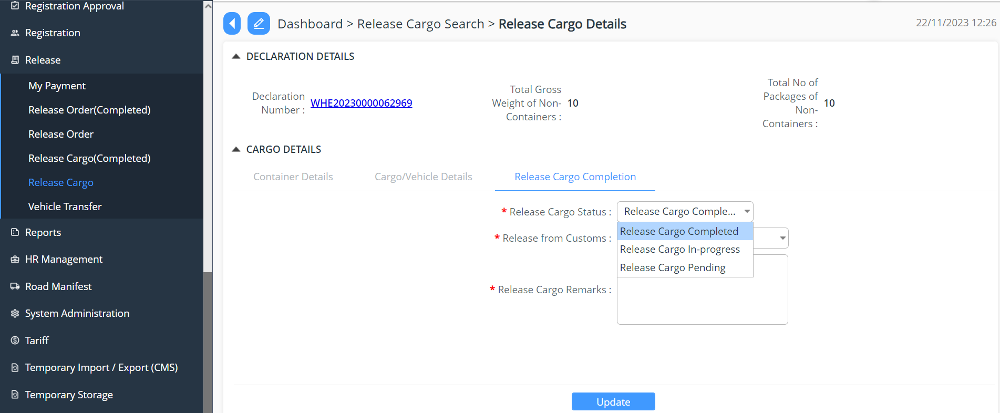 Registration Approval
Registration
Release
My Payment
Release Order(Completed)
Release Order
Release Cargo(Completed)
Release Cargo
Vehicle Transfer
Reports
HR Management
Road Manifest
System Administration
Tariff
Temporary Import / Export (CMS)
Temporary Storage
Dashboard > Release Cargo Search > Release Cargo Details
22/11/2023 12:26
DECLARATION DETAILS
Declaration
Number :
WHE20230000062969
Total Gross
Weight of Non-
Containers :
10
Total No of
Packages of
Non-
Containers :
10
CARGO DETAILS
Container Details
Cargo/Vehicle Details
Release Cargo Completion
* Release Cargo Status :
Release Cargo Comple...
Release Cargo Completed
Release Cargo In-progress
Release Cargo Pending
* Release from Customs :
* Release Cargo Remarks :
Update